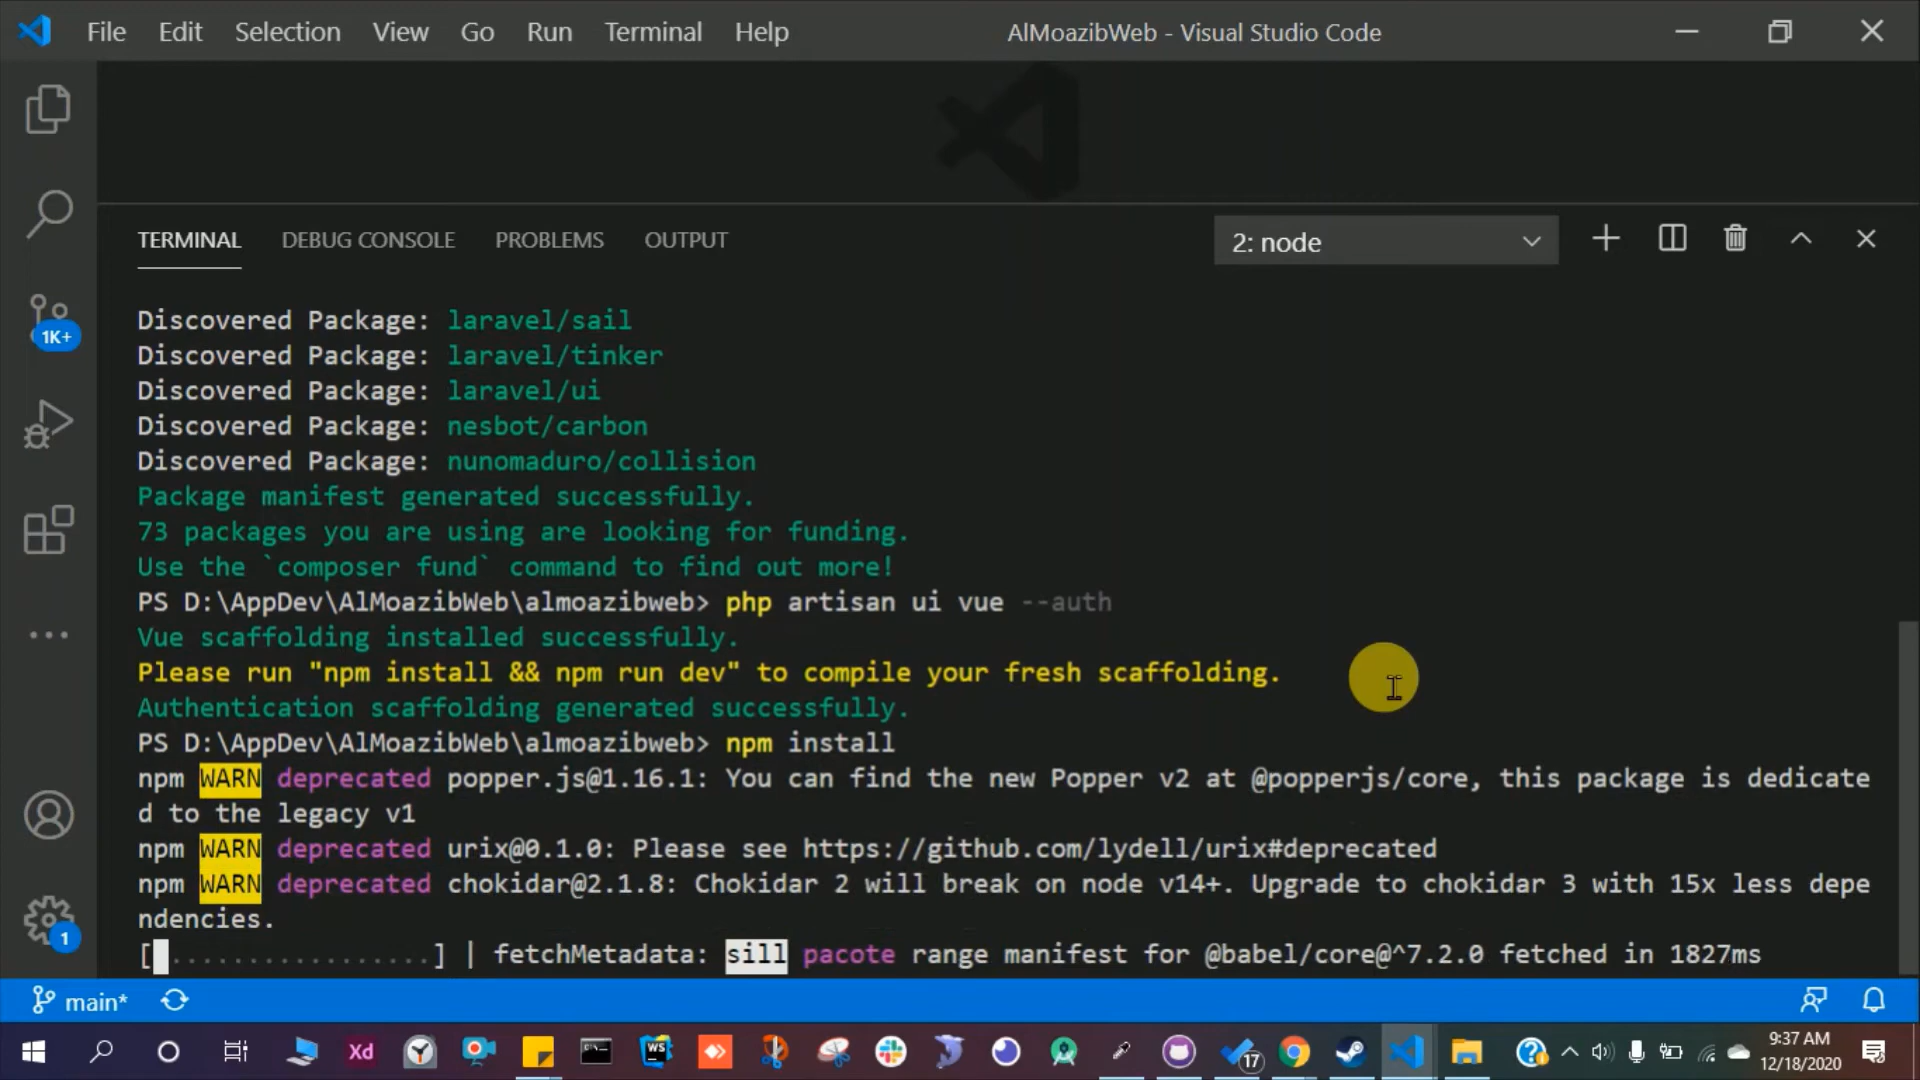 File Edit Selection View Go Run Terminal Help AlMoazibWeb - Visual Studio Code
TERMINAL DEBUG CONSOLE PROBLEMS OUTPUT 2: node
Discovered Package: laravel/sail
Discovered Package: laravel/tinker
1K+
Discovered Package: laravel/ui
Discovered Package: nesbot/carbon
Discovered Package: nunomaduro/collision
Package manifest generated successfully.
73 packages you are using are looking for funding.
Use the `composer fund` command to find out more!
PS D:\AppDev\AlMoazibWeb\almoazibweb> php artisan ui vue --auth
Vue scaffolding installed successfully.
Please run "npm install && npm run dev" to compile your fresh scaffolding.
Authentication scaffolding generated successfully.
PS D:\AppDev\AlMoazibWeb\almoazibweb> npm install
npm WARN deprecated popper.js@1.16.1: You can find the new Popper v2 at @popperjs/core, this package is dedicate
d to the legacy v1
npm WARN deprecated urix@0.1.0: Please see https://github.com/lydell/urix#deprecated
npm WARN deprecated chokidar@2.1.8: Chokidar 2 will break on node v14+. Upgrade to chokidar 3 with 15x less depe
ndencies.
1
[ .................] | fetchMetadata: sill pacote range manifest for @babel/core@^7.2.0 fetched in 1827ms
main*
Xd WS 17 9:37 AM
12/18/2020